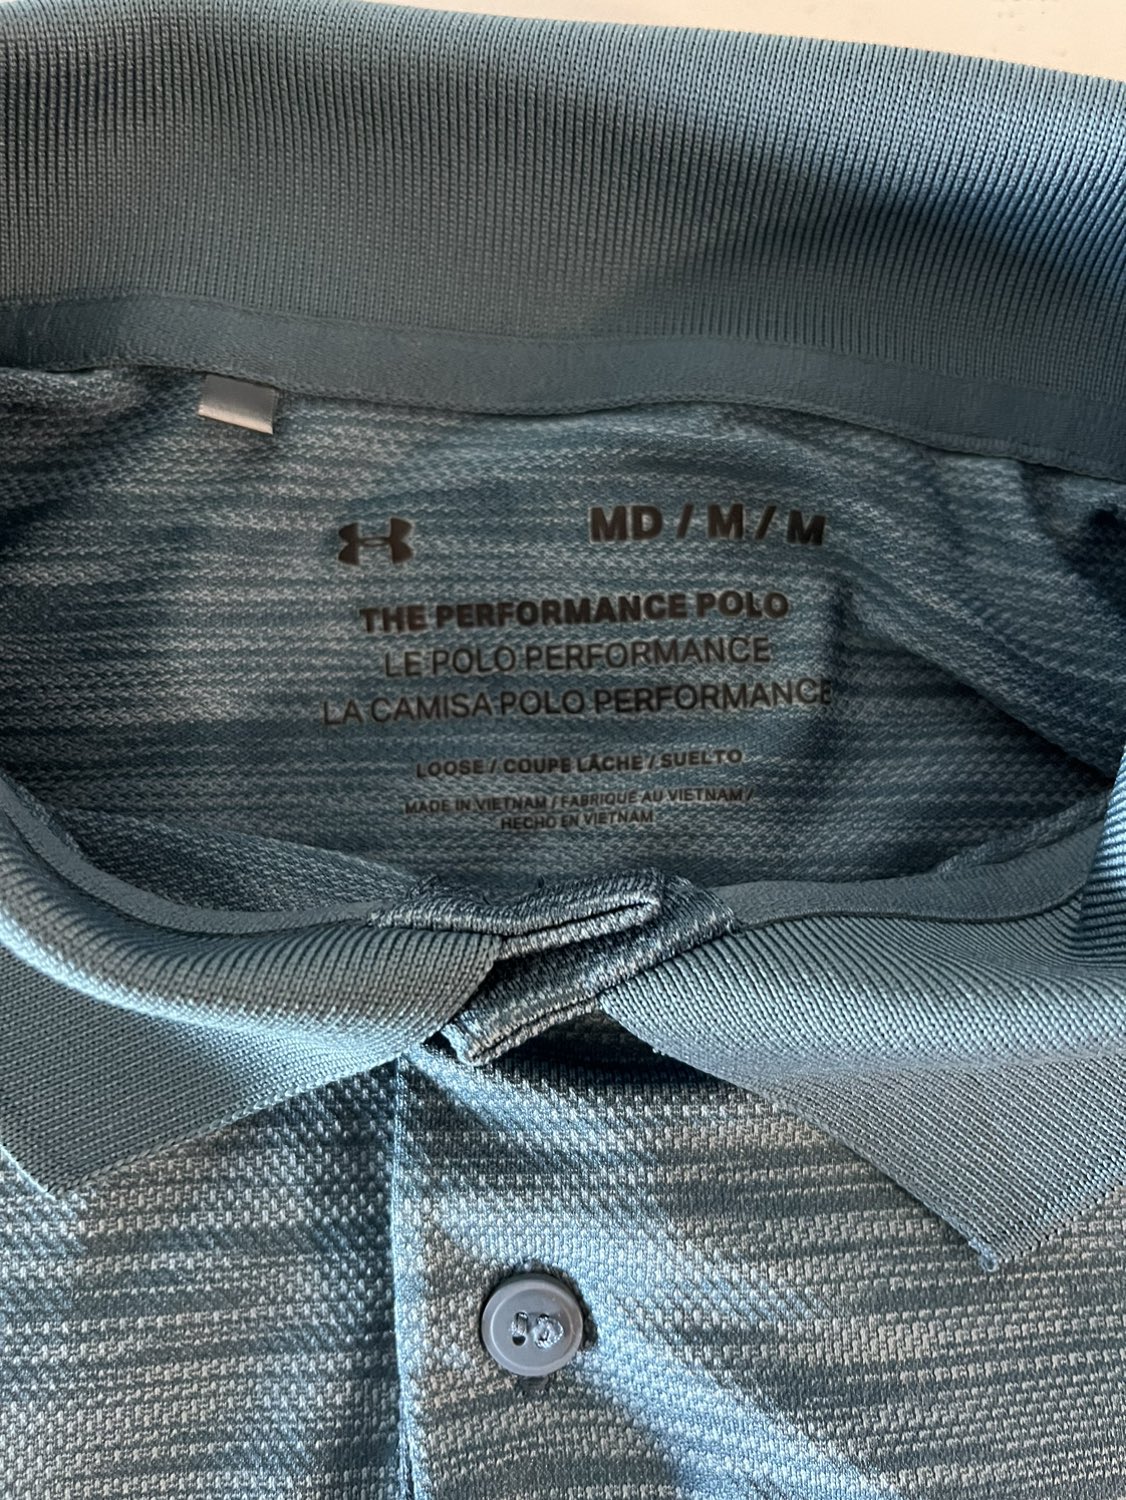 MD / M / M
THE PERFORMANCE POLO
LE POLO PERFORMANCE
LA CAMISA POLO PERFORMANCE
LOOSE / COUPE LÂCHE / SUELTO
MADE IN VIETNAM / FABRIQUÉ AU VIETNAM /
HECHO EN VIETNAM